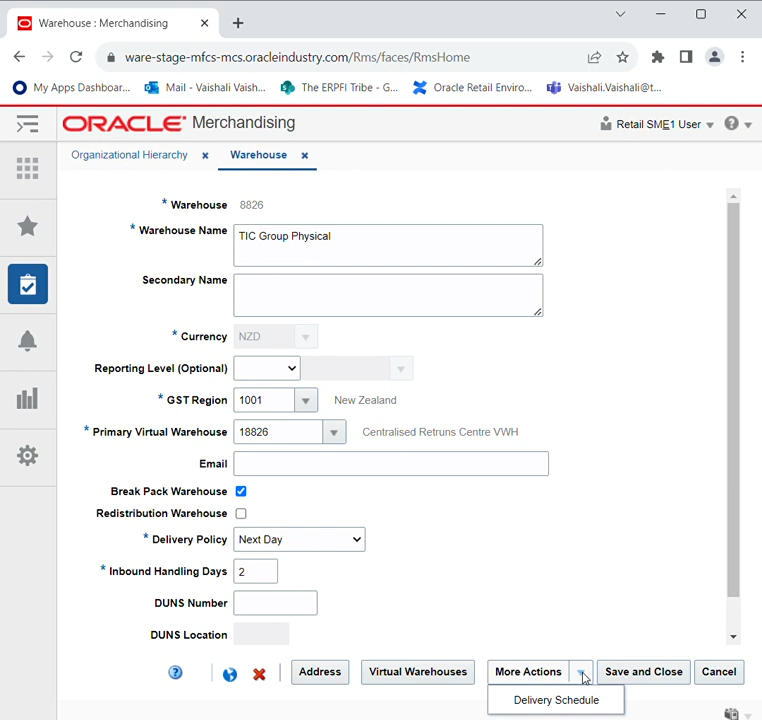 Warehouse : Merchandising
ware-stage-mfcs-mcs.oracleindustry.com/Rms/faces/RmsHome
My Apps Dashboar... Mail - Vaishali Vaish... The ERPFI Tribe - G... Oracle Retail Enviro... Vaishali.Vaishali@t...
ORACLE® Merchandising Retail SME1 User
Organizational Hierarchy Warehouse
* Warehouse 8826
* Warehouse Name TIC Group Physical
Secondary Name
* Currency NZD
Reporting Level (Optional)
* GST Region 1001 New Zealand
* Primary Virtual Warehouse 18826 Centralised Retruns Centre VWH
Email
Break Pack Warehouse
Redistribution Warehouse
* Delivery Policy Next Day
* Inbound Handling Days 2
DUNS Number
DUNS Location
Address Virtual Warehouses More Actions Save and Close Cancel
Delivery Schedule